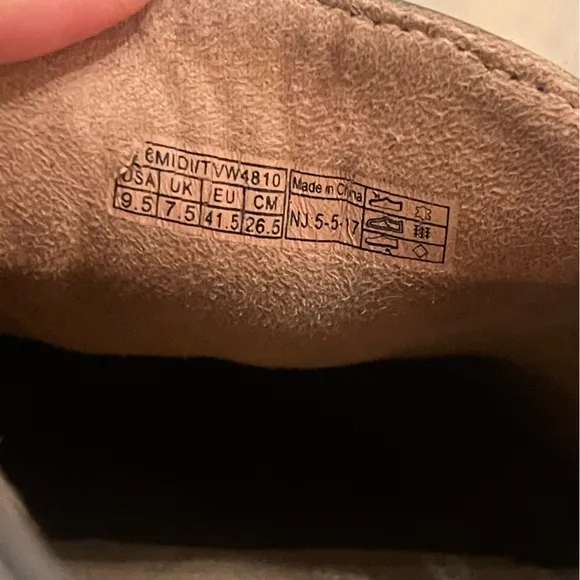 6MIDI/TVW4810
USA UK EU CM
9.5 7.5 41.5 26.5
Made in China
NJ.5-5-17